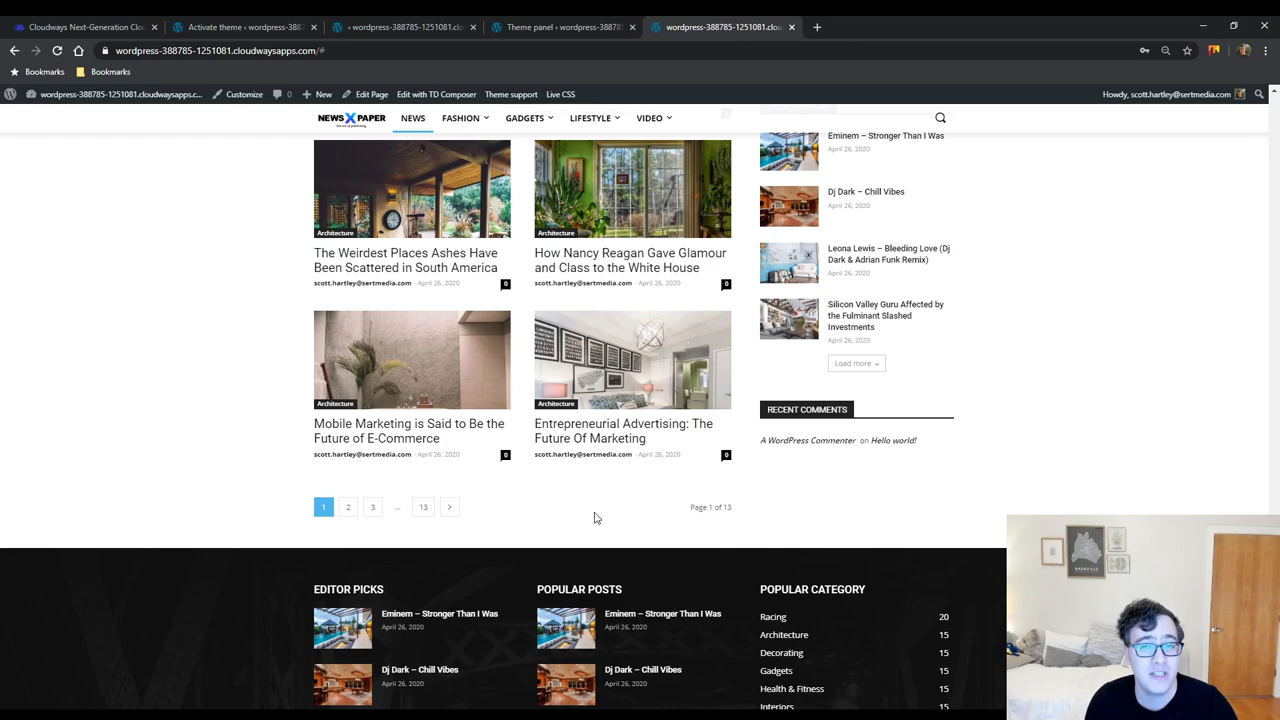 Cloudways New Cl
Activate theme ‹ wordpress
wordpress-388785-1251081.clo
Theme panel ‹ wordpress-38878
wordpress-388785-1251081.clou
wordpress-388785-1251081.cloudwaysapps.com/#
Bookmarks
Bookmarks
wordpress-388785-1251081.cloudwaysapps.c...
Customize
0
New
Edit Page
Edit with TD Composer
Theme support
Live CSS
Howdy, scott.hartley@sertmedia.com
NEWSXPAPER
The art of publishing
NEWS
FASHION
GADGETS
LIFESTYLE
VIDEO
Architecture
The Weirdest Places Ashes Have
Been Scattered in South America
scott.hartley@sertmedia.com - April 26, 2020
0
Architecture
How Nancy Reagan Gave Glamour
and Class to the White House
scott.hartley@sertmedia.com - April 26, 2020
0
Architecture
Mobile Marketing is Said to Be the
Future of E-Commerce
scott.hartley@sertmedia.com - April 26, 2020
0
Architecture
Entrepreneurial Advertising: The
Future Of Marketing
scott.hartley@sertmedia.com - April 26, 2020
0
1
2
3
...
13
Page 1 of 13
Eminem – Stronger Than I Was
April 26, 2020
Dj Dark – Chill Vibes
April 26, 2020
Leona Lewis – Bleeding Love (Dj
Dark & Adrian Funk Remix)
April 26, 2020
Silicon Valley Guru Affected by
the Fulminant Slashed
Investments
April 26, 2020
Load more
RECENT COMMENTS
A WordPress Commenter on Hello world!
EDITOR PICKS
Eminem – Stronger Than I Was
April 26, 2020
Dj Dark – Chill Vibes
April 26, 2020
POPULAR POSTS
Eminem – Stronger Than I Was
April 26, 2020
Dj Dark – Chill Vibes
April 26, 2020
POPULAR CATEGORY
Racing 20
Architecture 15
Decorating 15
Gadgets 15
Health & Fitness 15
Interiors 15
NASHVILLE